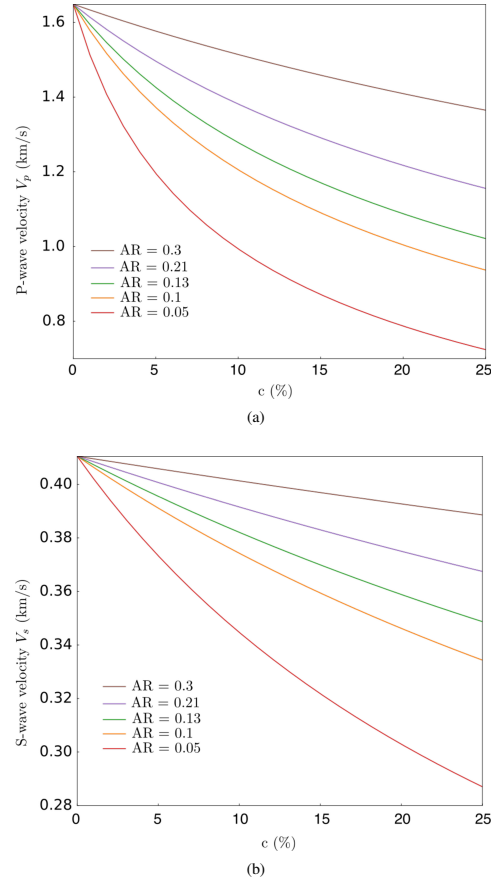 P-wave velocity Vp (km/s)
1.6
1.4
1.2
1.0
0.8
AR = 0.3
AR = 0.21
AR = 0.13
AR = 0.1
AR = 0.05
0 5 10 15 20 25
c (%)
(a)
S-wave velocity Vs (km/s)
0.40
0.38
0.36
0.34
0.32
0.30
0.28
AR = 0.3
AR = 0.21
AR = 0.13
AR = 0.1
AR = 0.05
0 5 10 15 20 25
c (%)
(b)